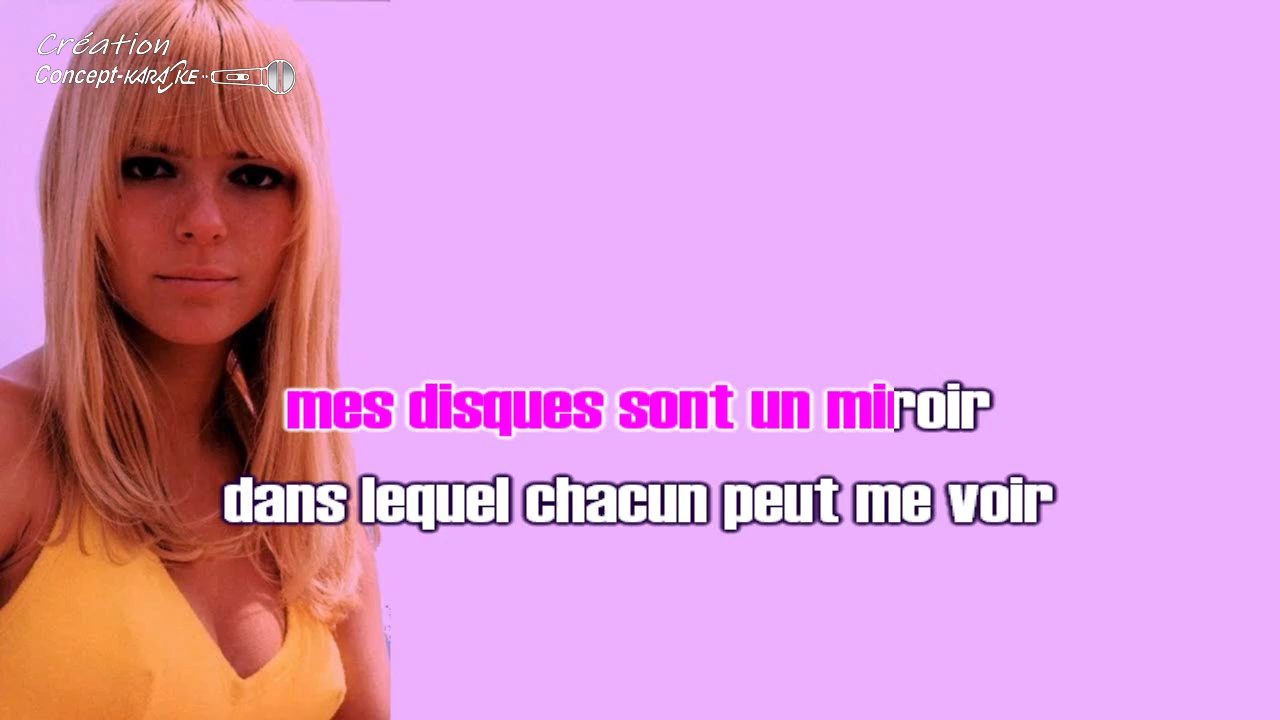 Création
Concept-KARAOKE
mes disques sont un miroir
dans lequel chacun peut me voir